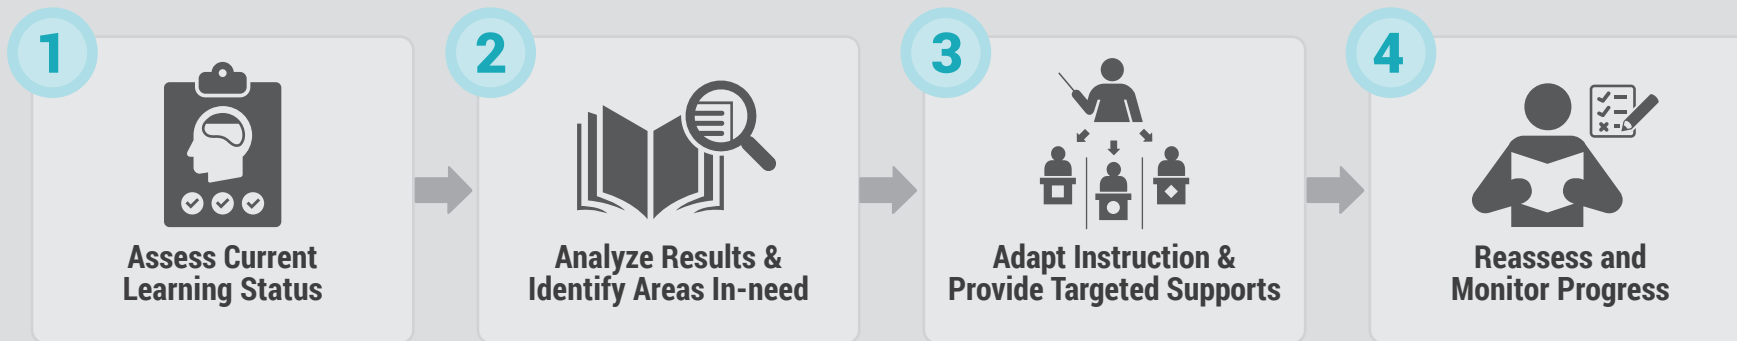 1
Assess Current
Learning Status
2
Analyze Results &
Identify Areas In-need
3
Adapt Instruction &
Provide Targeted Supports
4
Reassess and
Monitor Progress